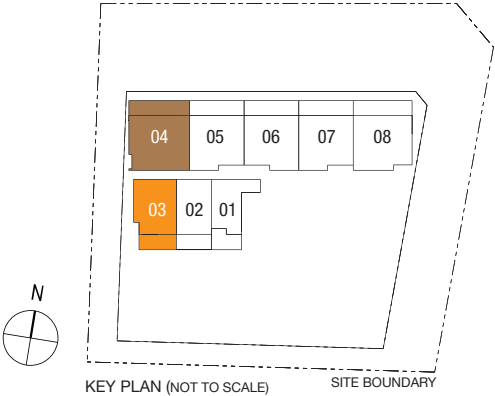 04 05 06 07 08
03 02 01
N
KEY PLAN (NOT TO SCALE)
SITE BOUNDARY